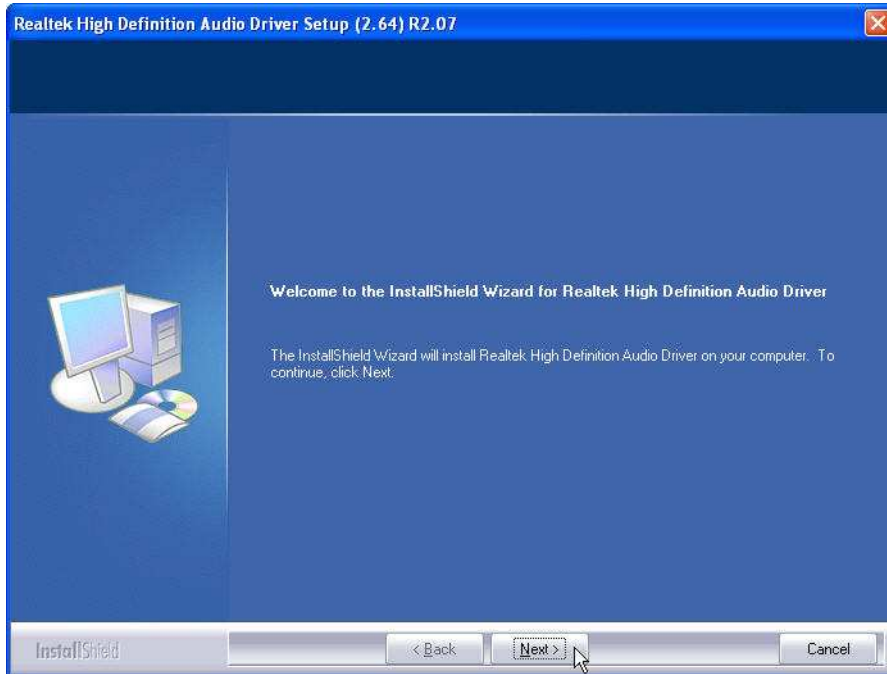 Realtek High Definition Audio Driver Setup (2.64) R2.07
Welcome to the InstallShield Wizard for Realtek High Definition Audio Driver
The InstallShield Wizard will install Realtek High Definition Audio Driver on your computer. To
continue, click Next.
InstallShield
< Back
Next >
Cancel